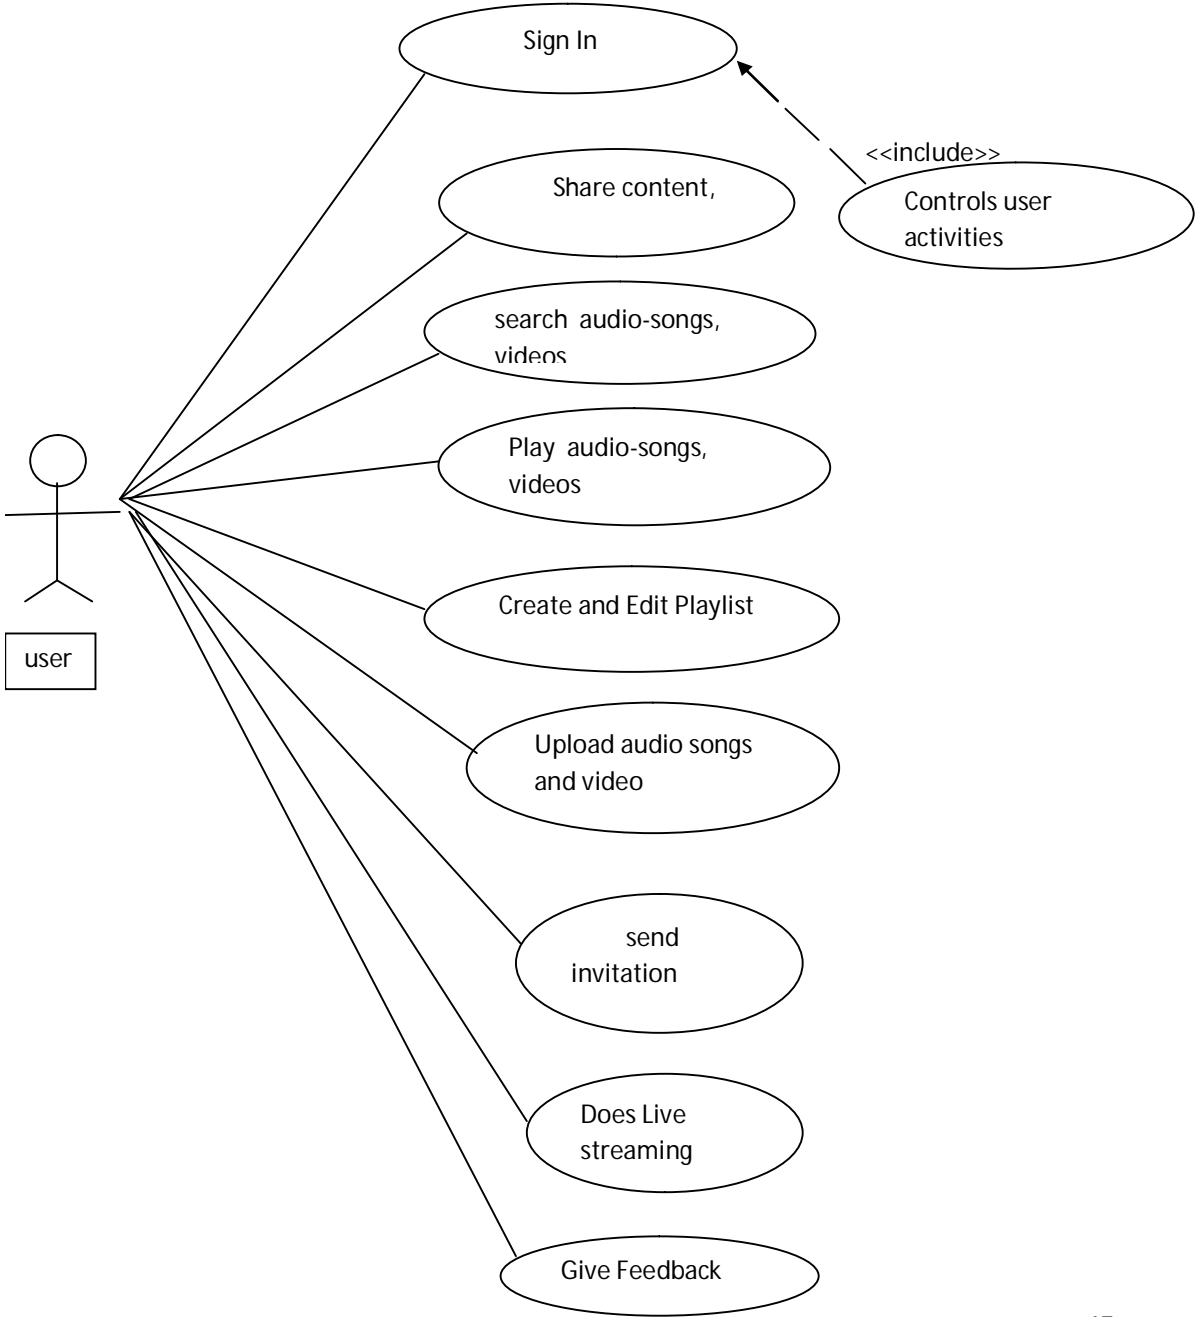 Sign In
<<include>>
Share content,
Controls user
activities
search audio-songs,
videos
Play audio-songs,
videos
Create and Edit Playlist
user
Upload audio songs
and video
send
invitation
Does Live
streaming
Give Feedback